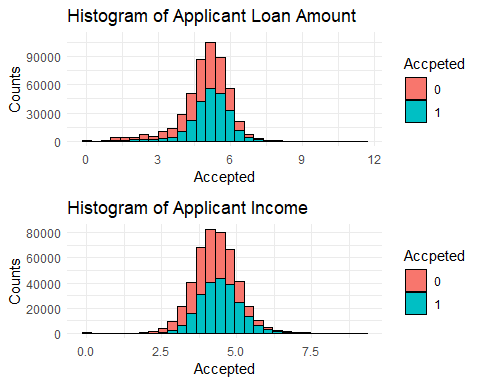 Histogram of Applicant Loan Amount
Counts
90000
60000
30000
0
0 3 6 9 12
Accepted
Accpeted
0
1
Histogram of Applicant Income
Counts
80000
60000
40000
20000
0
0.0 2.5 5.0 7.5
Accepted
Accpeted
0
1